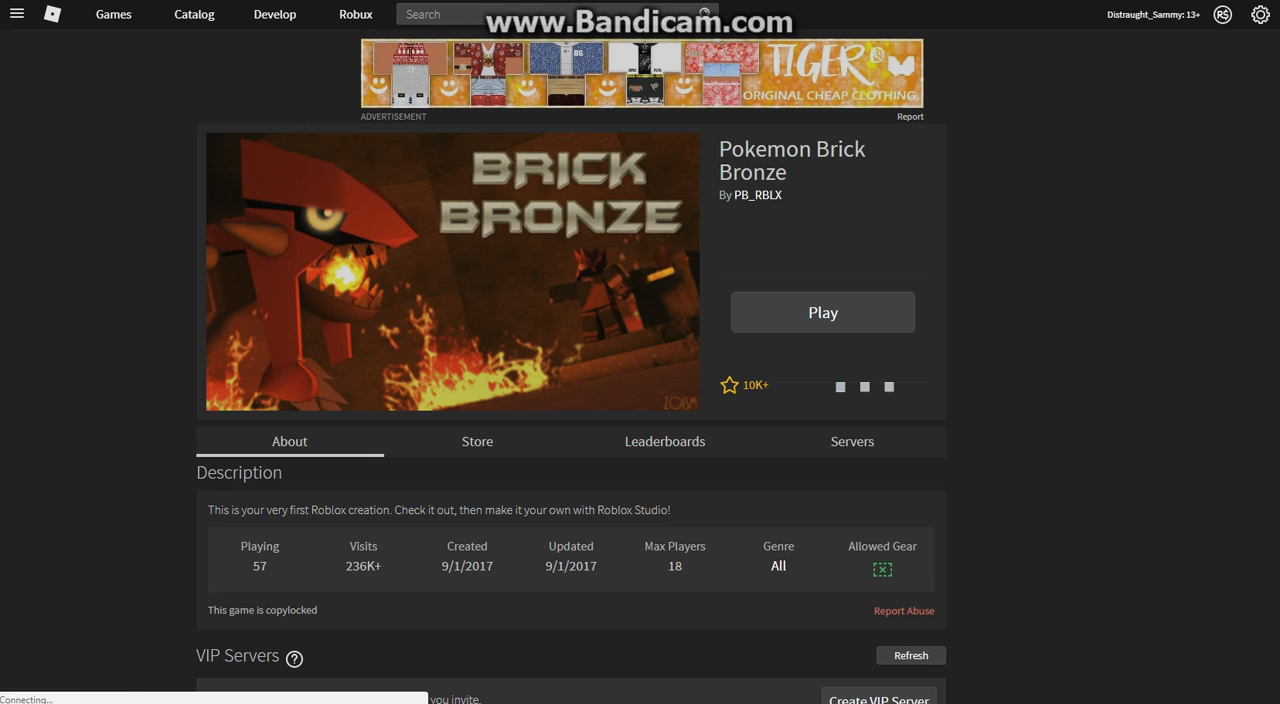 Games
Catalog
Develop
Robux
Search
www.Bandicam.com
Distraught_Sammy: 13+
TIGER
ORIGINAL CHEAP CLOTHING
86
ADVERTISEMENT
Report
BRICK
BRONZE
ZOISM
Pokemon Brick
Bronze
By PB_RBLX
Play
10K+
About
Store
Leaderboards
Servers
Description
This is your very first Roblox creation. Check it out, then make it your own with Roblox Studio!
Playing
Visits
Created
Updated
Max Players
Genre
Allowed Gear
57
236K+
9/1/2017
9/1/2017
18
All
This game is copylocked
Report Abuse
VIP Servers
Refresh
Connecting...
you invite.
Create VIP Server